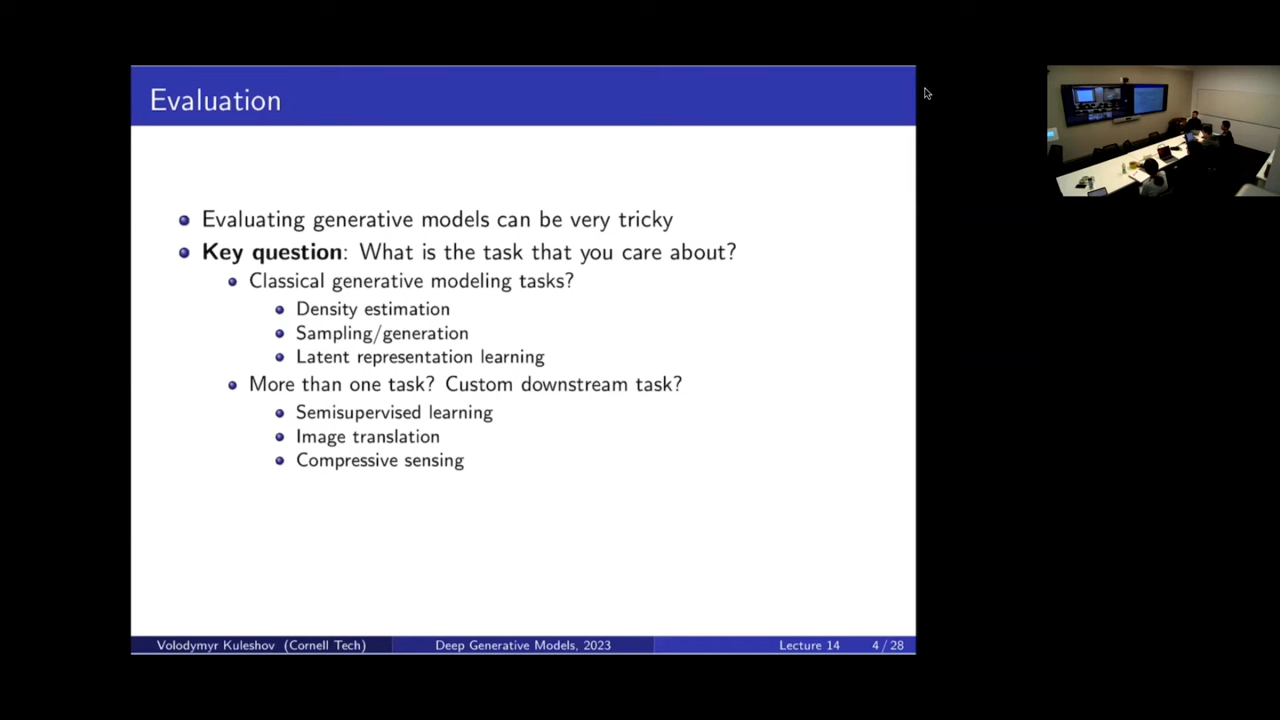 Evaluation
Evaluating generative models can be very tricky
Key question: What is the task that you care about?
Classical generative modeling tasks?
Density estimation
Sampling/generation
Latent representation learning
More than one task? Custom downstream task?
Semisupervised learning
Image translation
Compressive sensing
Volodymyr Kuleshov (Cornell Tech) Deep Generative Models, 2023 Lecture 14 4 / 28